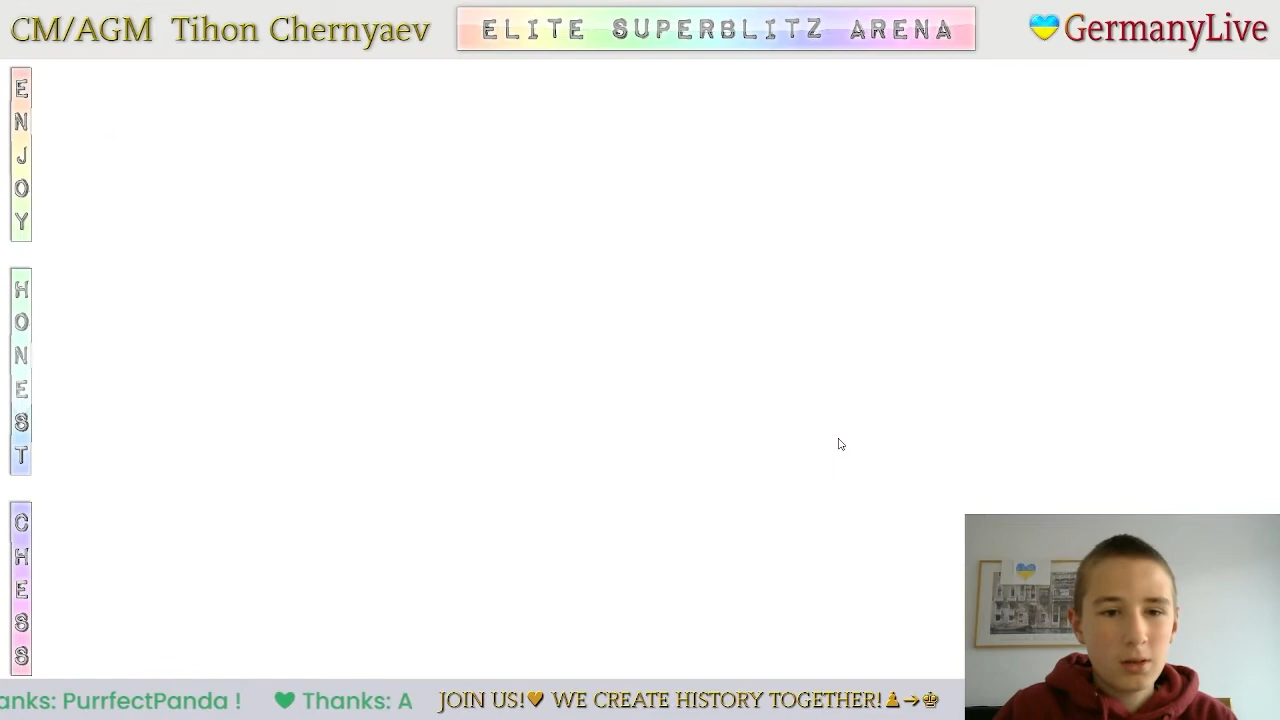 CM/AGM Tihon Chernyaev
ELITE SUPERBLITZ ARENA
GermanyLive
ENJOY
HONEST
CHESS
anks: PurrfectPanda !
Thanks: A
JOIN US!🧡 WE CREATE HISTORY TOGETHER!♟→♚